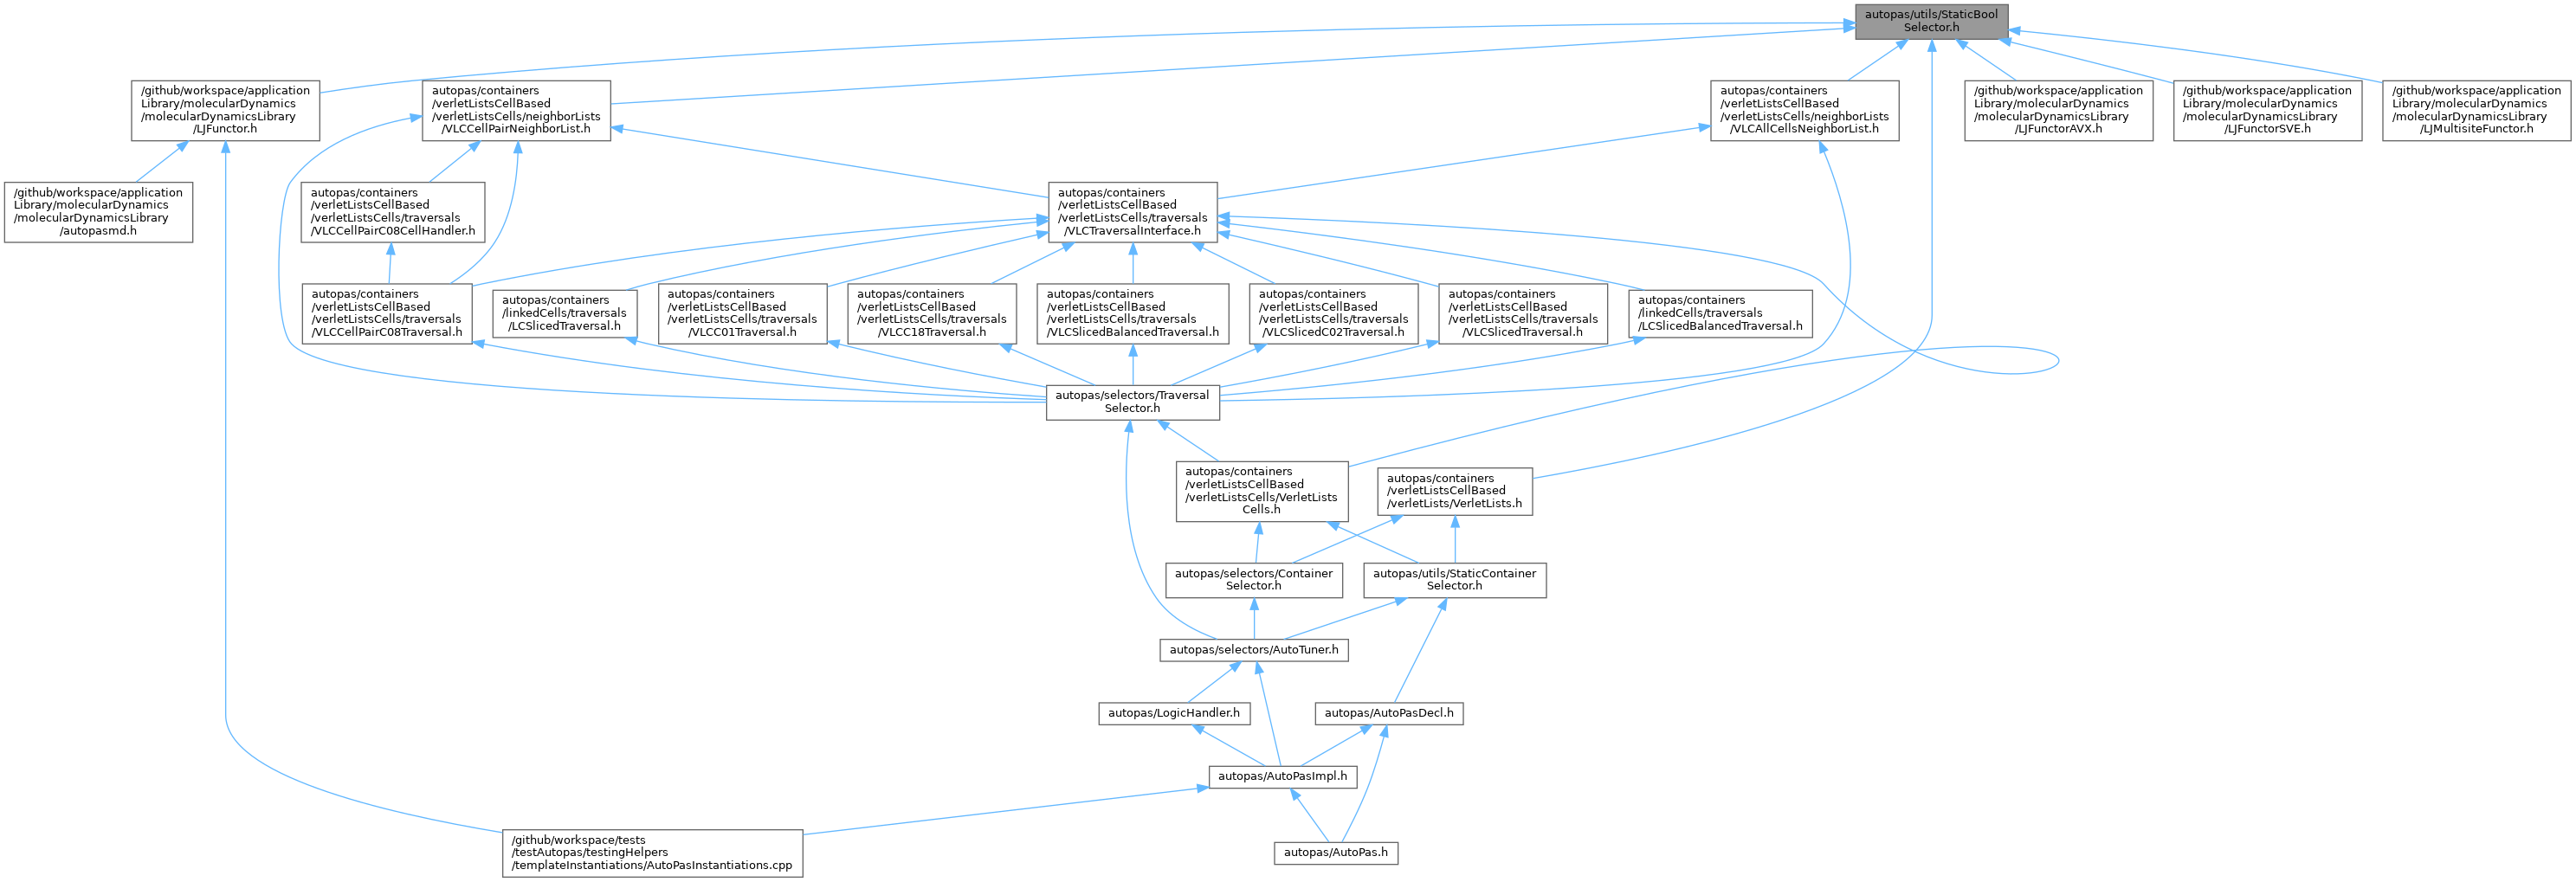 autopas/utils/StaticBool
Selector.h
/github/workspace/application
Library/molecularDynamics
/molecularDynamicsLibrary
/LJFunctor.h
autopas/containers
/verletListsCellBased
/verletListsCells/neighborLists
/VLCCellPairNeighborList.h
autopas/containers
/verletListsCellBased
/verletListsCells/neighborLists
/VLCAllCellsNeighborList.h
/github/workspace/application
Library/molecularDynamics
/molecularDynamicsLibrary
/LJFunctorAVX.h
/github/workspace/application
Library/molecularDynamics
/molecularDynamicsLibrary
/LJFunctorSVE.h
/github/workspace/application
Library/molecularDynamics
/molecularDynamicsLibrary
/LJMultisiteFunctor.h
/github/workspace/application
Library/molecularDynamics
/molecularDynamicsLibrary
/autopasmd.h
autopas/containers
/verletListsCellBased
/verletListsCells/traversals
/VLCCellPairC08CellHandler.h
autopas/containers
/verletListsCellBased
/verletListsCells/traversals
/VLCTraversalInterface.h
autopas/containers
/verletListsCellBased
/verletListsCells/traversals
/VLCCellPairC08Traversal.h
autopas/containers
/linkedCells/traversals
/LCSlicedTraversal.h
autopas/containers
/verletListsCellBased
/verletListsCells/traversals
/VLCC01Traversal.h
autopas/containers
/verletListsCellBased
/verletListsCells/traversals
/VLCC18Traversal.h
autopas/containers
/verletListsCellBased
/verletListsCells/traversals
/VLCSlicedBalancedTraversal.h
autopas/containers
/verletListsCellBased
/verletListsCells/traversals
/VLCSlicedC02Traversal.h
autopas/containers
/verletListsCellBased
/verletListsCells/traversals
/VLCSlicedTraversal.h
autopas/containers
/linkedCells/traversals
/LCSlicedBalancedTraversal.h
autopas/selectors/Traversal
Selector.h
autopas/containers
/verletListsCellBased
/verletListsCells/VerletLists
Cells.h
autopas/containers
/verletListsCellBased
/verletLists/VerletLists.h
autopas/selectors/Container
Selector.h
autopas/utils/StaticContainer
Selector.h
autopas/selectors/AutoTuner.h
autopas/LogicHandler.h
autopas/AutoPasDecl.h
autopas/AutoPasImpl.h
/github/workspace/tests
/testAutopas/testingHelpers
/templateInstantiations/AutoPasInstantiations.cpp
autopas/AutoPas.h